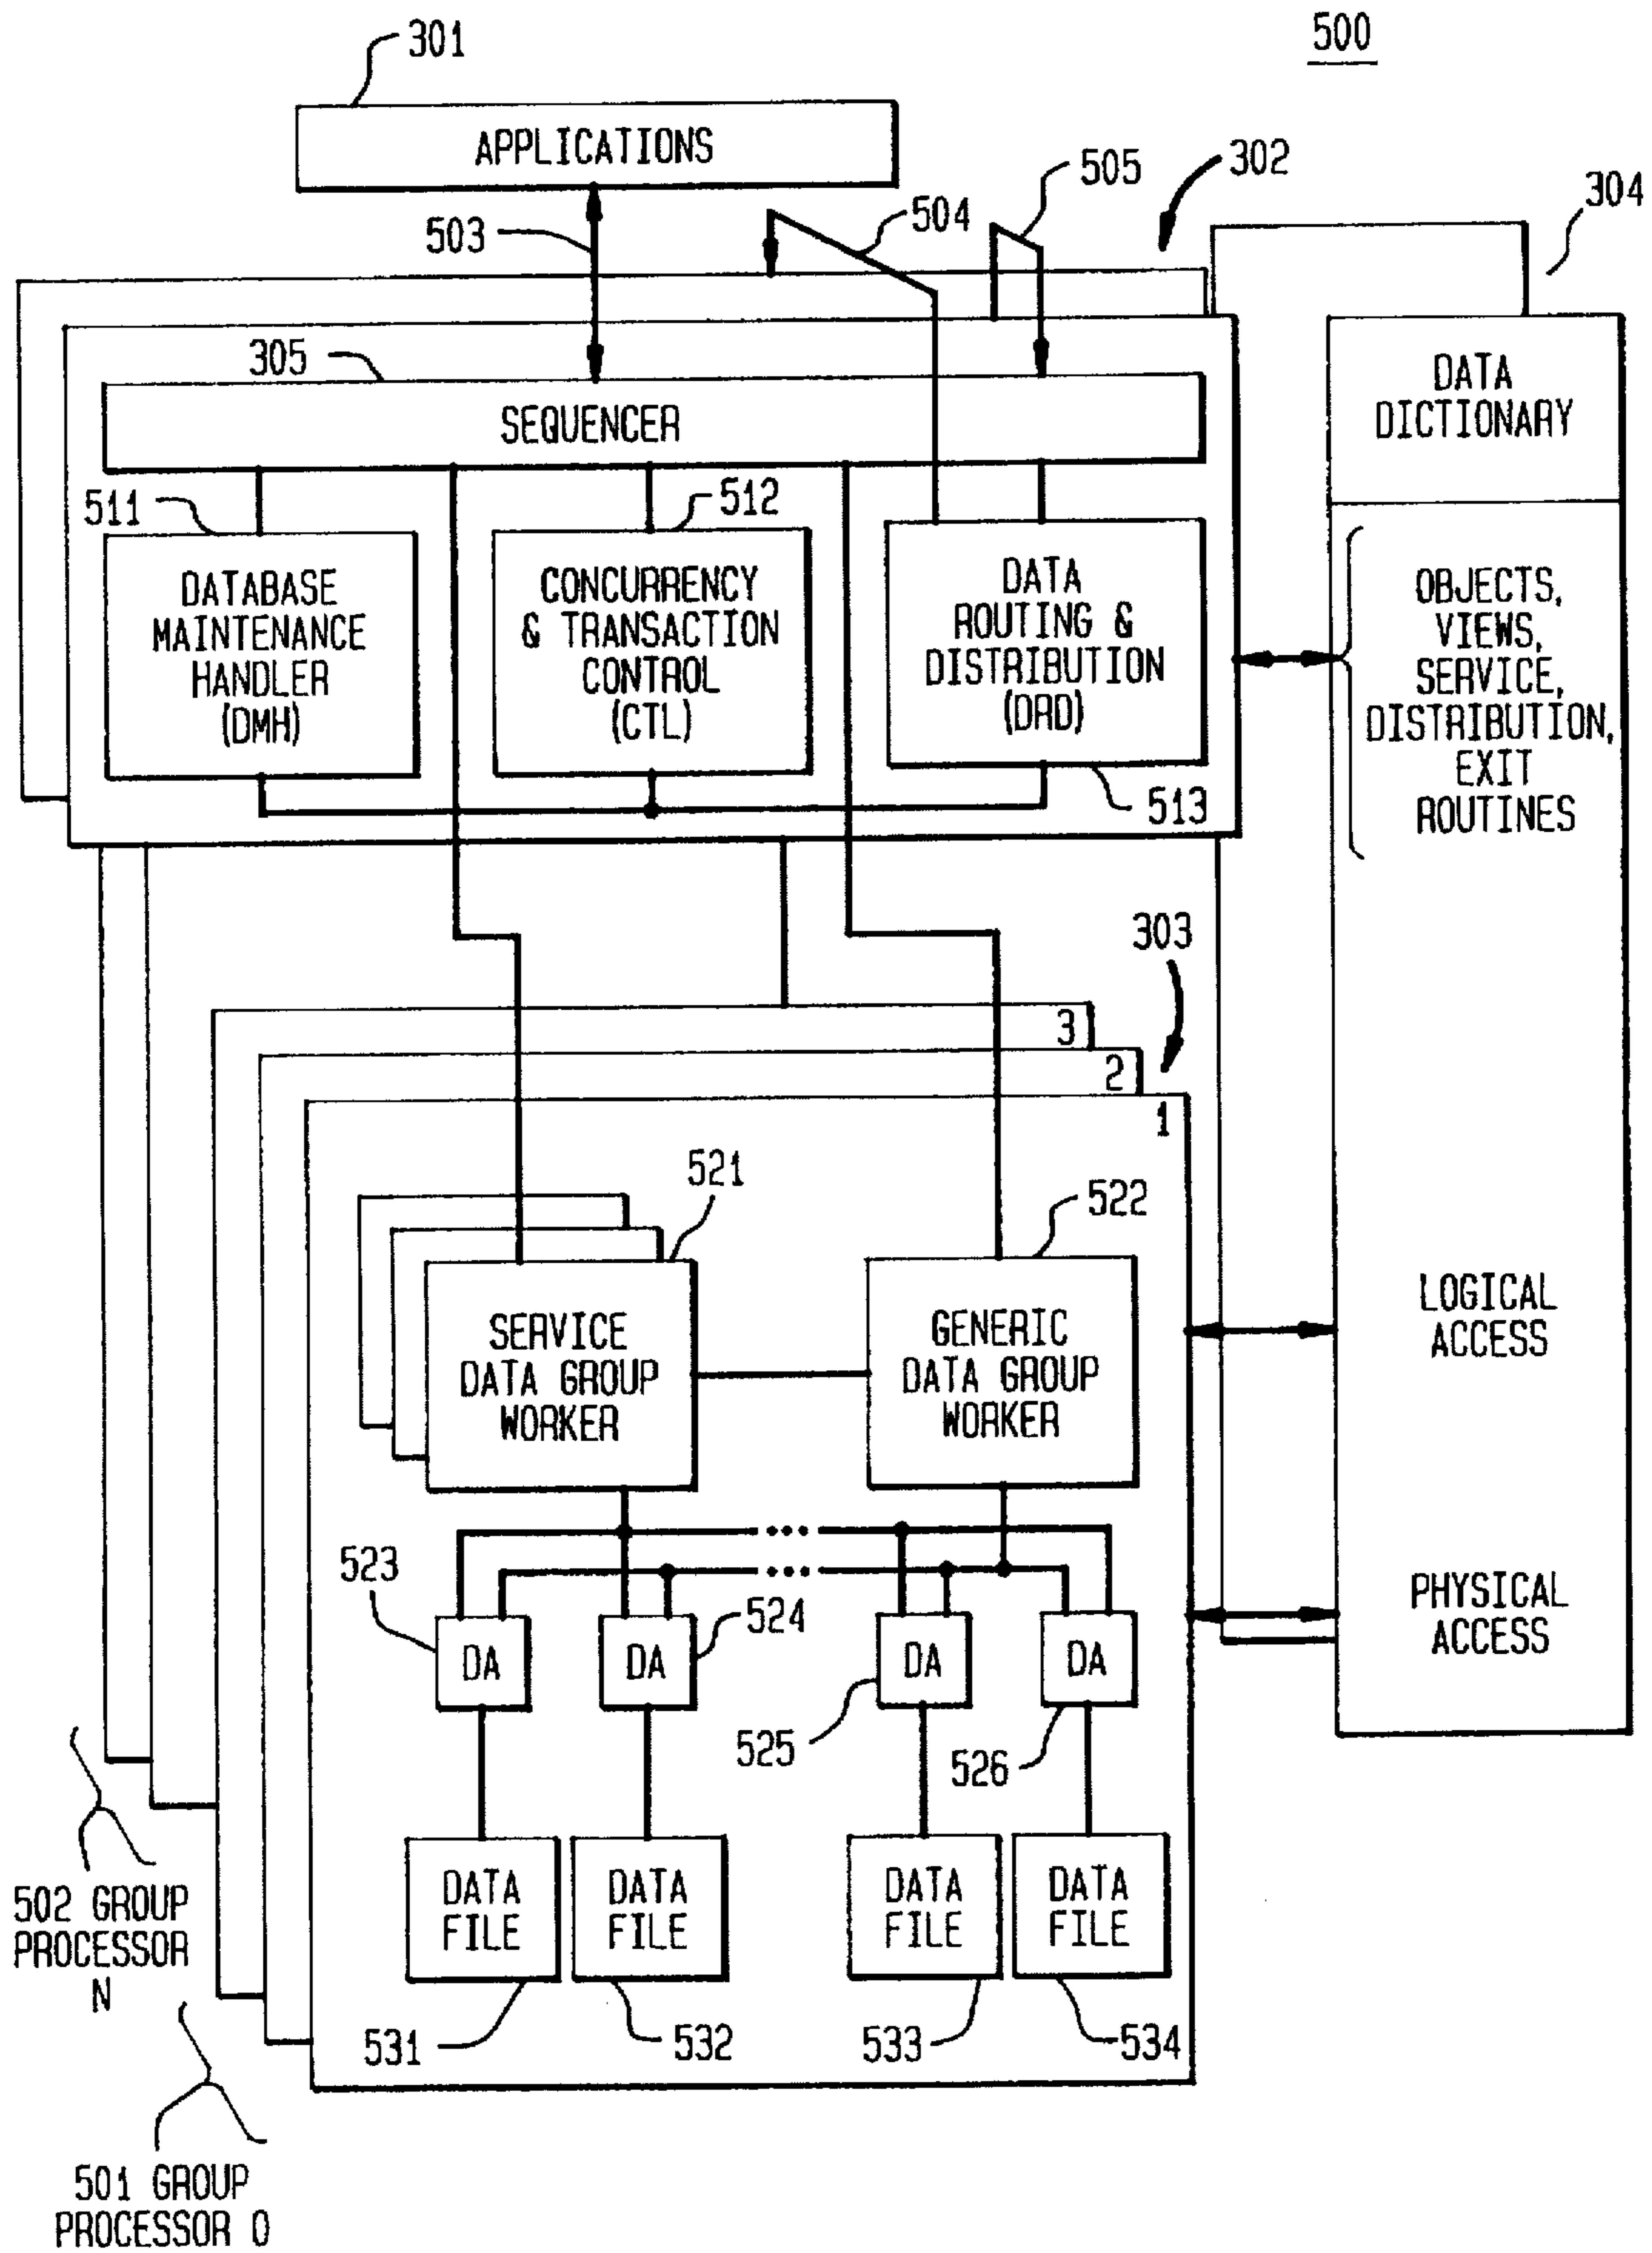 500
301
APPLICATIONS
302
505
504
304
503
305
SEQUENCER
DATA
DICTIONARY
511
512
DATABASE
MAINTENANCE
HANDLER
(DMH)
CONCURRENCY
& TRANSACTION
CONTROL
(CTL)
DATA
ROUTING &
DISTRIBUTION
(DRD)
513
OBJECTS,
VIEWS,
SERVICE,
DISTRIBUTION,
EXIT
ROUTINES
303
3
2
1
521
522
SERVICE
DATA GROUP
WORKER
GENERIC
DATA GROUP
WORKER
LOGICAL
ACCESS
523
524
DA
DA
DA
DA
525
526
PHYSICAL
ACCESS
DATA
FILE
DATA
FILE
DATA
FILE
DATA
FILE
531
532
533
534
502 GROUP
PROCESSOR
N
501 GROUP
PROCESSOR 0